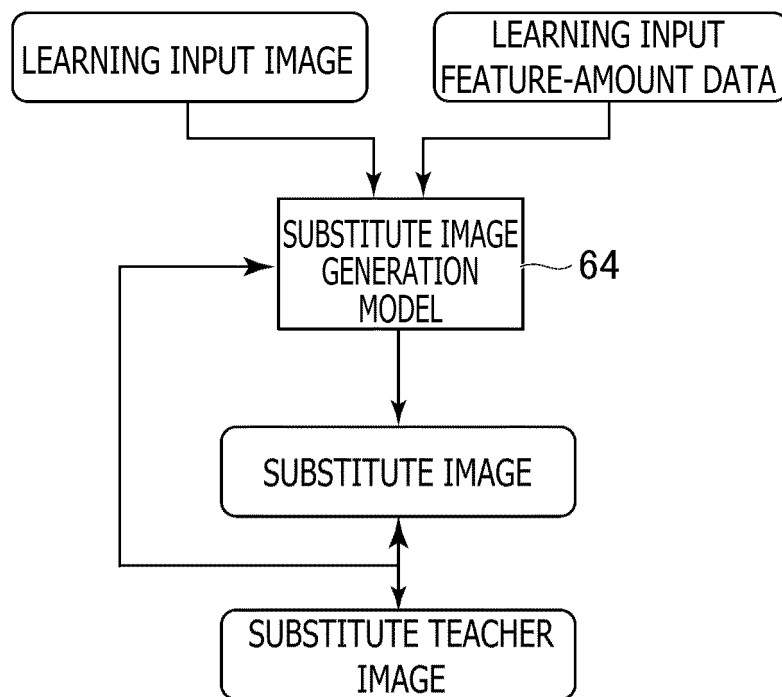 LEARNING INPUT IMAGE
LEARNING INPUT
FEATURE-AMOUNT DATA
SUBSTITUTE IMAGE
GENERATION
MODEL
64
SUBSTITUTE IMAGE
SUBSTITUTE TEACHER
IMAGE